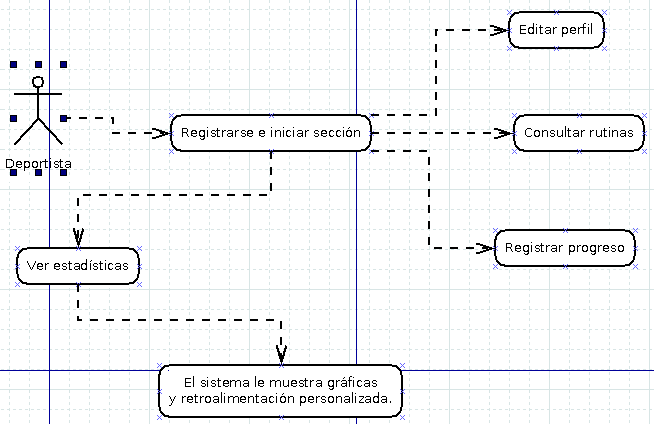 Editar perfil
Registrarse e iniciar sección
Consultar rutinas
Deportista
Registrar progreso
Ver estadísticas
El sistema le muestra gráficas
y retroalimentación personalizada.